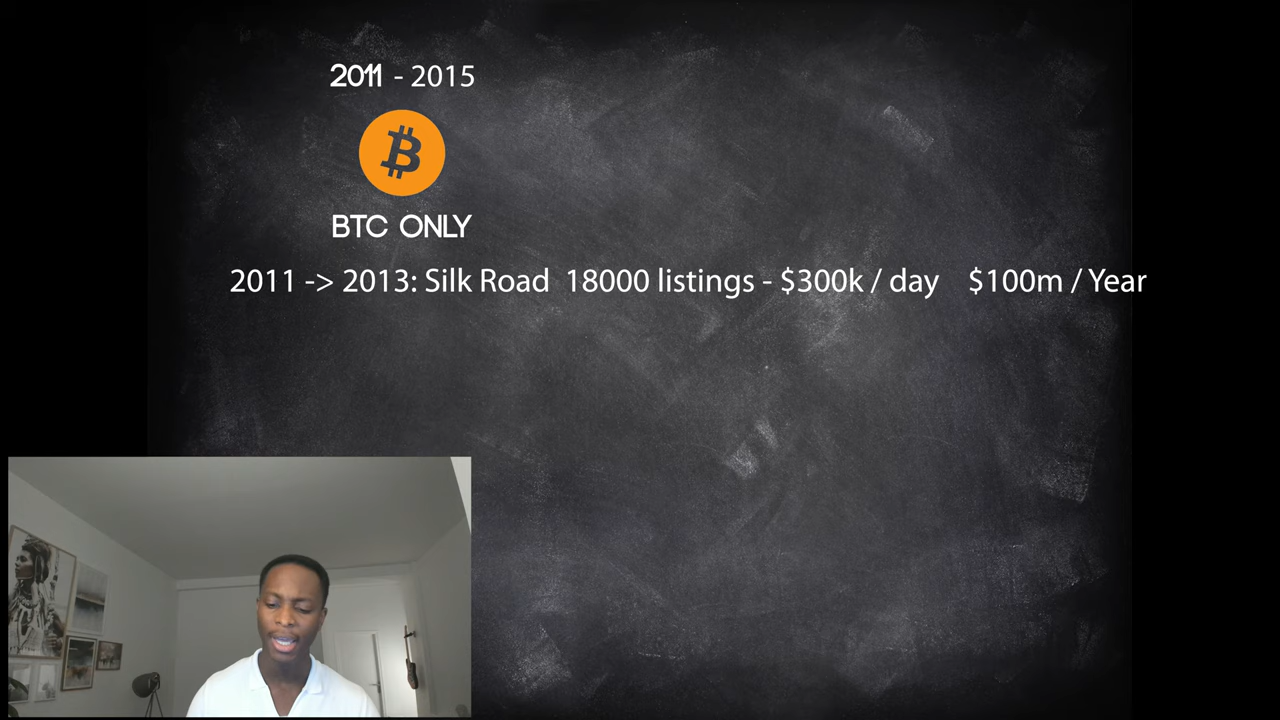 2011 - 2015
BTC ONLY
2011 -> 2013: Silk Road 18000 listings - $300k / day $100m / Year